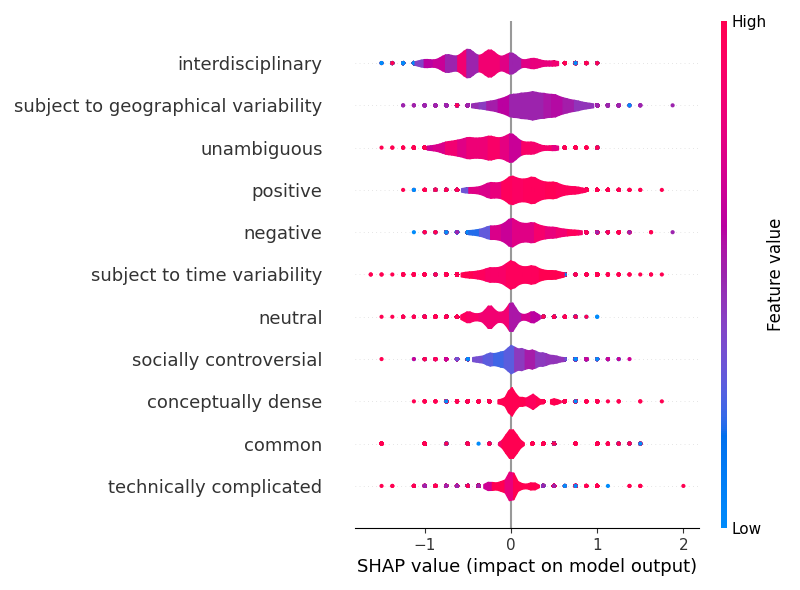 High
interdisciplinary
subject to geographical variability
unambiguous
positive
negative
subject to time variability
neutral
socially controversial
conceptually dense
common
technically complicated
Feature value
Low
−1 0 1 2
SHAP value (impact on model output)